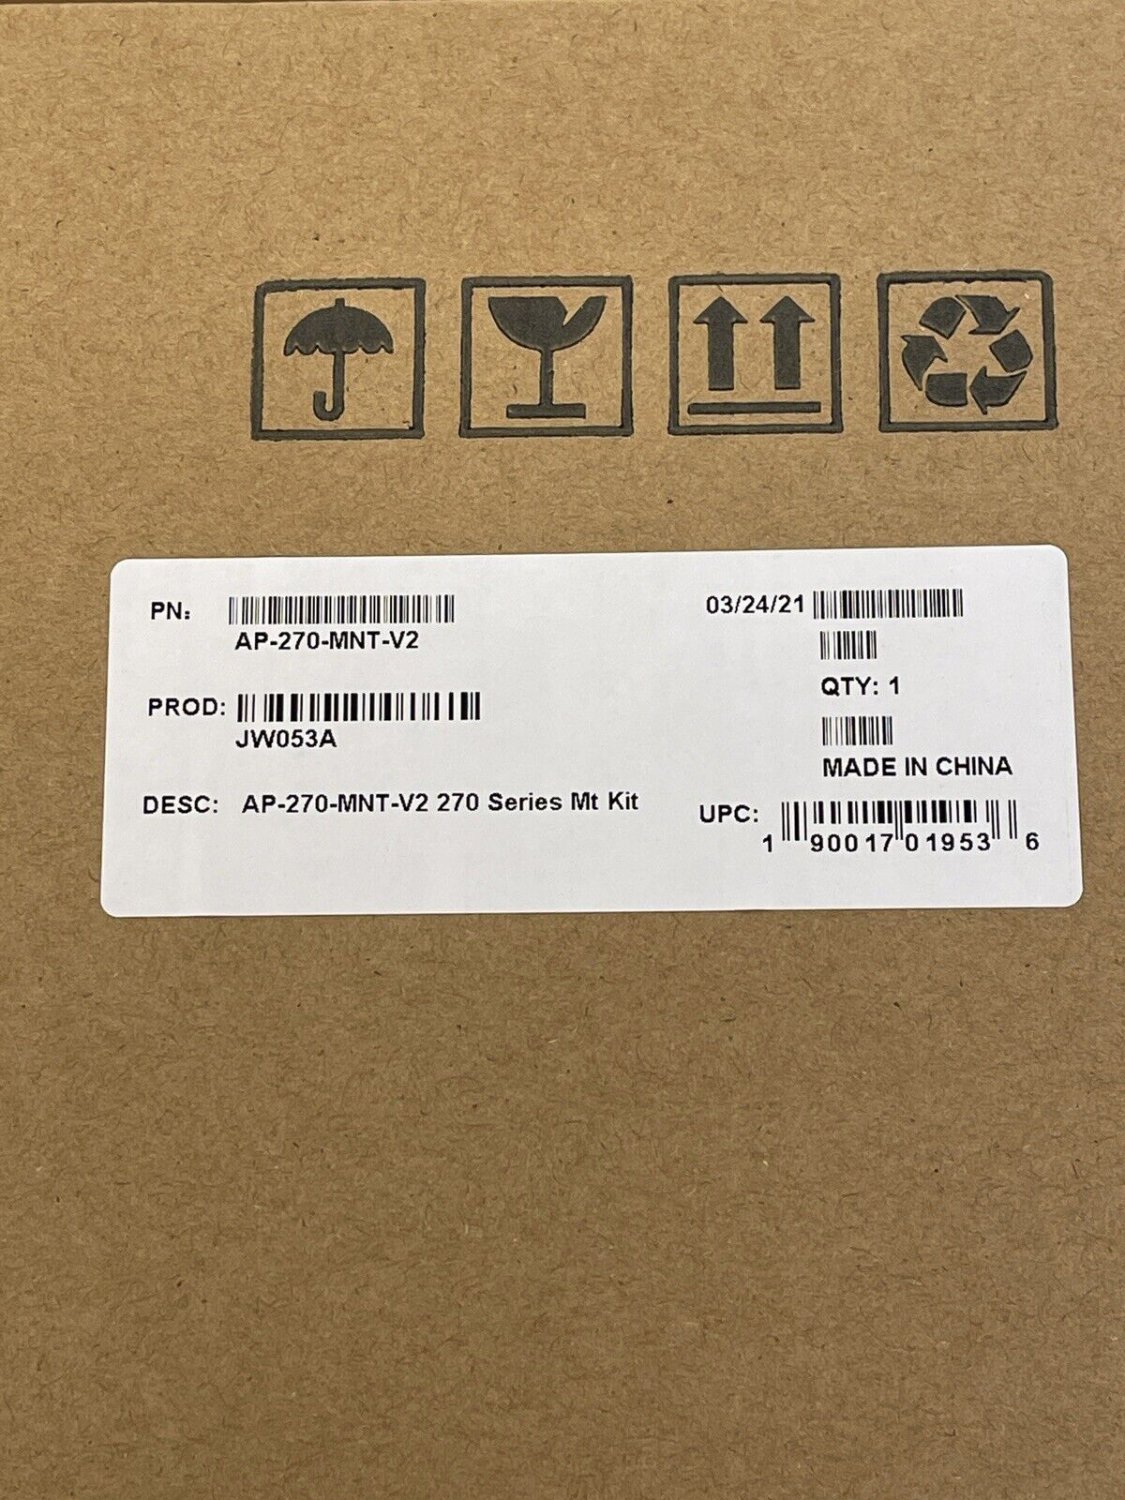 PN:
AP-270-MNT-V2
PROD:
JW053A
DESC: AP-270-MNT-V2 270 Series Mt Kit
03/24/21
QTY: 1
MADE IN CHINA
UPC:
1 90017 01953 6